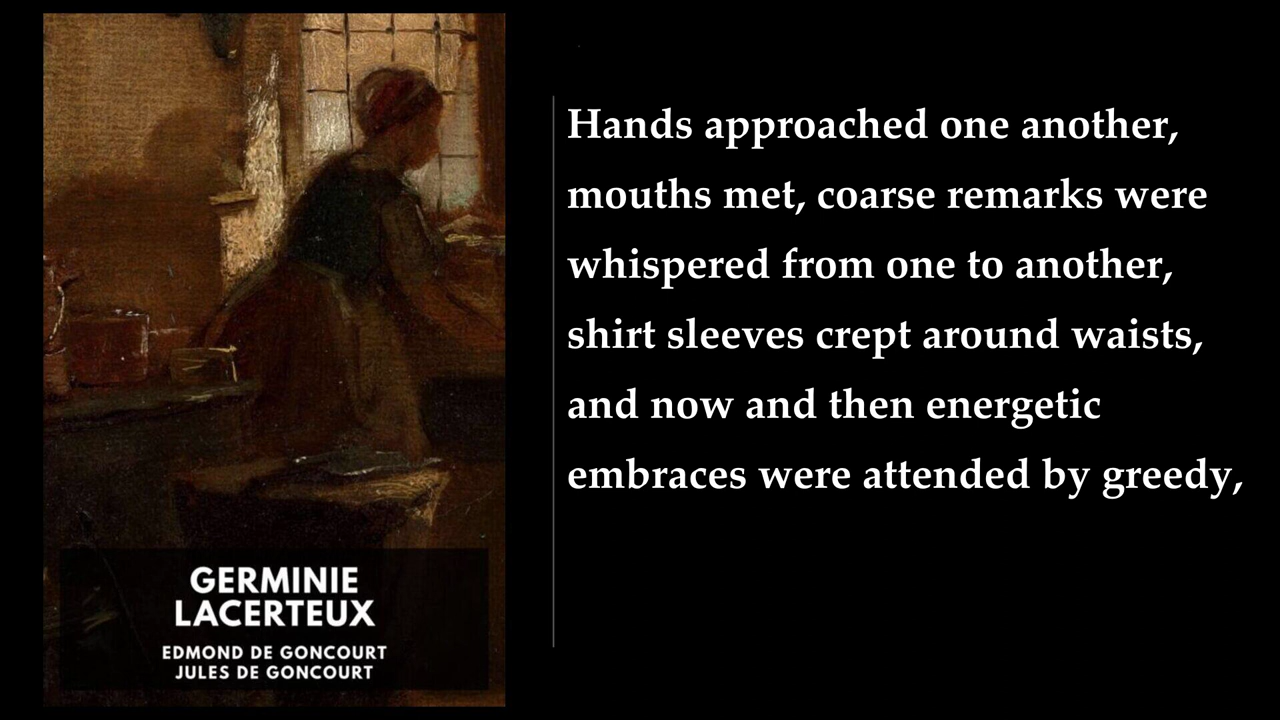 Hands approached one another,
mouths met, coarse remarks were
whispered from one to another,
shirt sleeves crept around waists,
and now and then energetic
embraces were attended by greedy,
GERMINIE
LACERTEUX
EDMOND DE GONCOURT
JULES DE GONCOURT